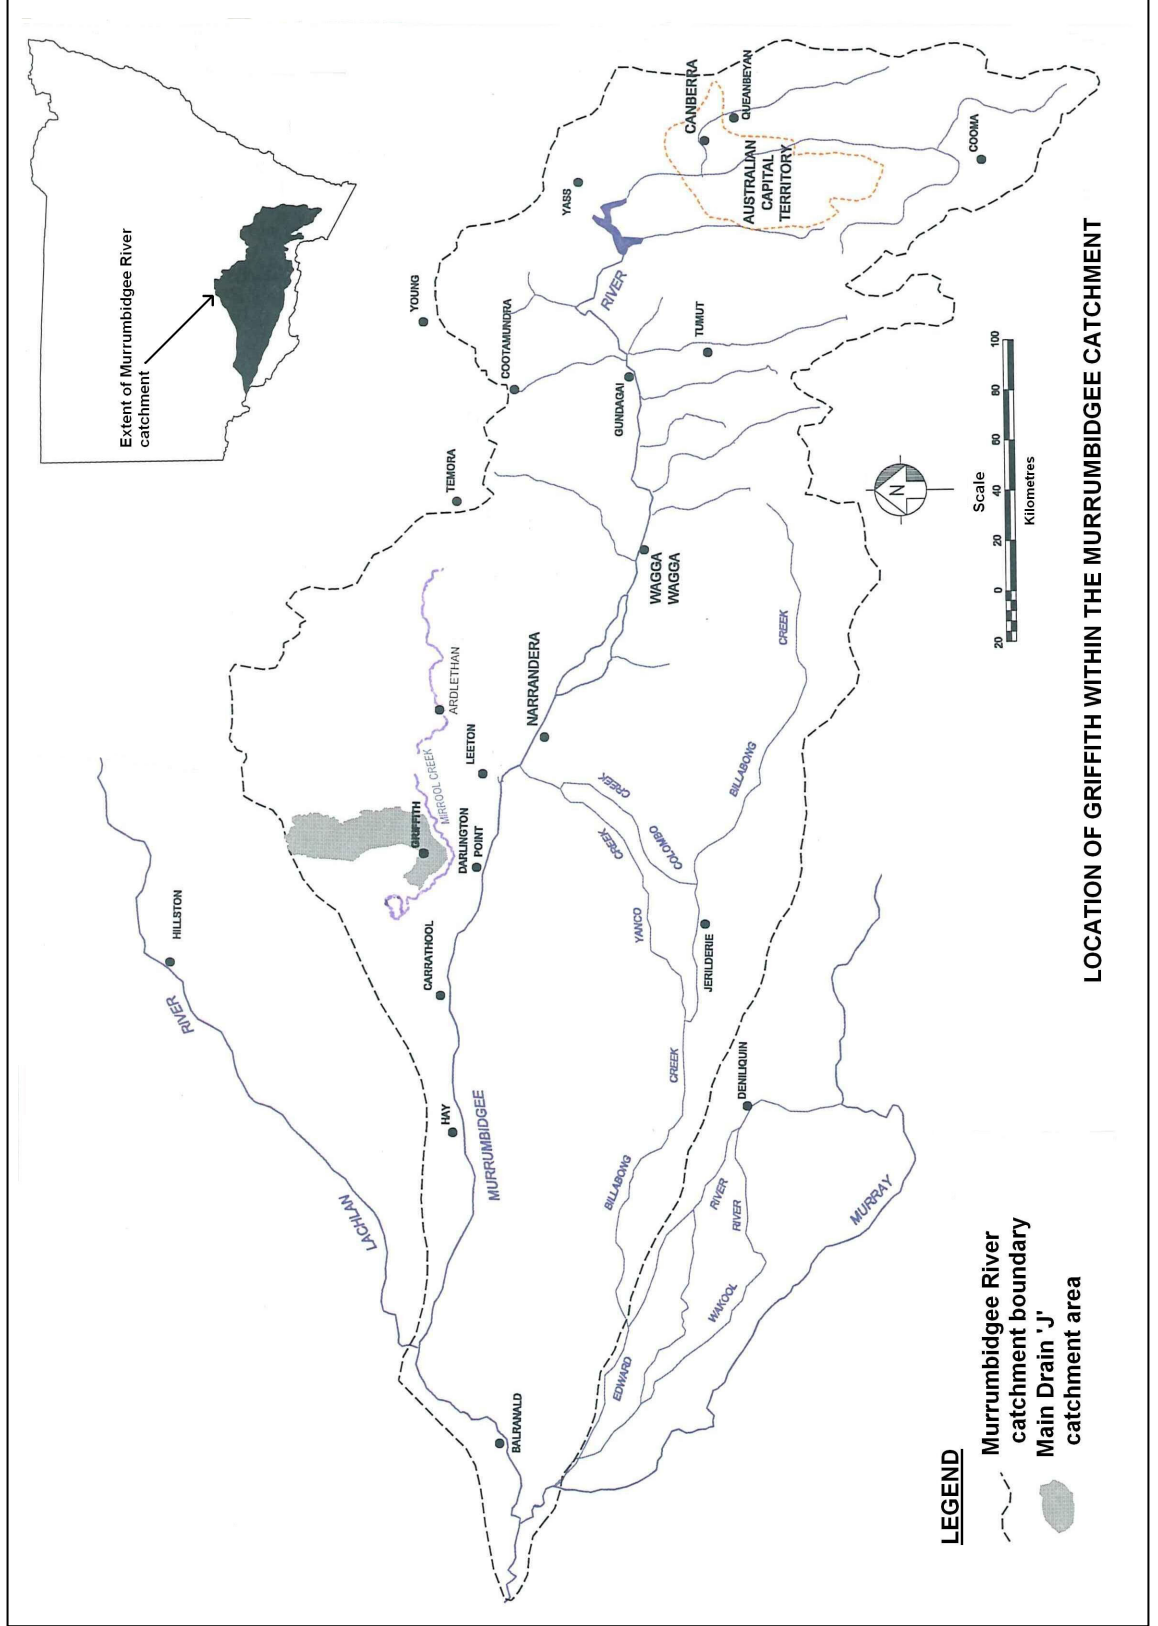 Extent of Murrumbidgee River
catchment
HILLSTON
RIVER
LACHLAN
YOUNG
TEMORA
COOTAMUNDRA
YASS
CANBERRA
QUEANBEYAN
AUSTRALIAN
CAPITAL
TERRITORY
COOMA
RIVER
TUMUT
GUNDAGAI
WAGGA
WAGGA
ARDLETHAN
MIRROOL CREEK
GRIFFITH
LEETON
NARRANDERA
DARLINGTON
POINT
CARRATHOOL
HAY
MURRUMBIDGEE
BALRANALD
CREEK
BILLABONG
CREEK
COLOMBO
CREEK
YANCO
JERILDERIE
CREEK
BILLABONG
DENILIQUIN
RIVER
RIVER
EDWARD
WAKOOL
MURRAY
N
Scale
20 0 20 40 60 80 100
Kilometres
LEGEND
Murrumbidgee River
catchment boundary
Main Drain 'J'
catchment area
LOCATION OF GRIFFITH WITHIN THE MURRUMBIDGEE CATCHMENT